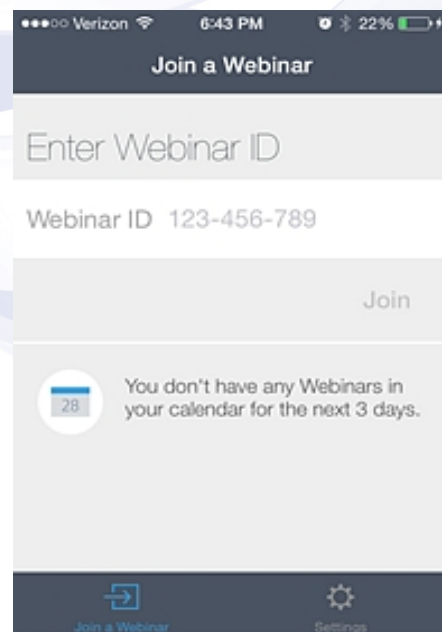 Verizon 6:43 PM 22%
Join a Webinar
Enter Webinar ID
Webinar ID 123-456-789
Join
28
You don't have any Webinars in
your calendar for the next 3 days.
Join a Webinar Settings